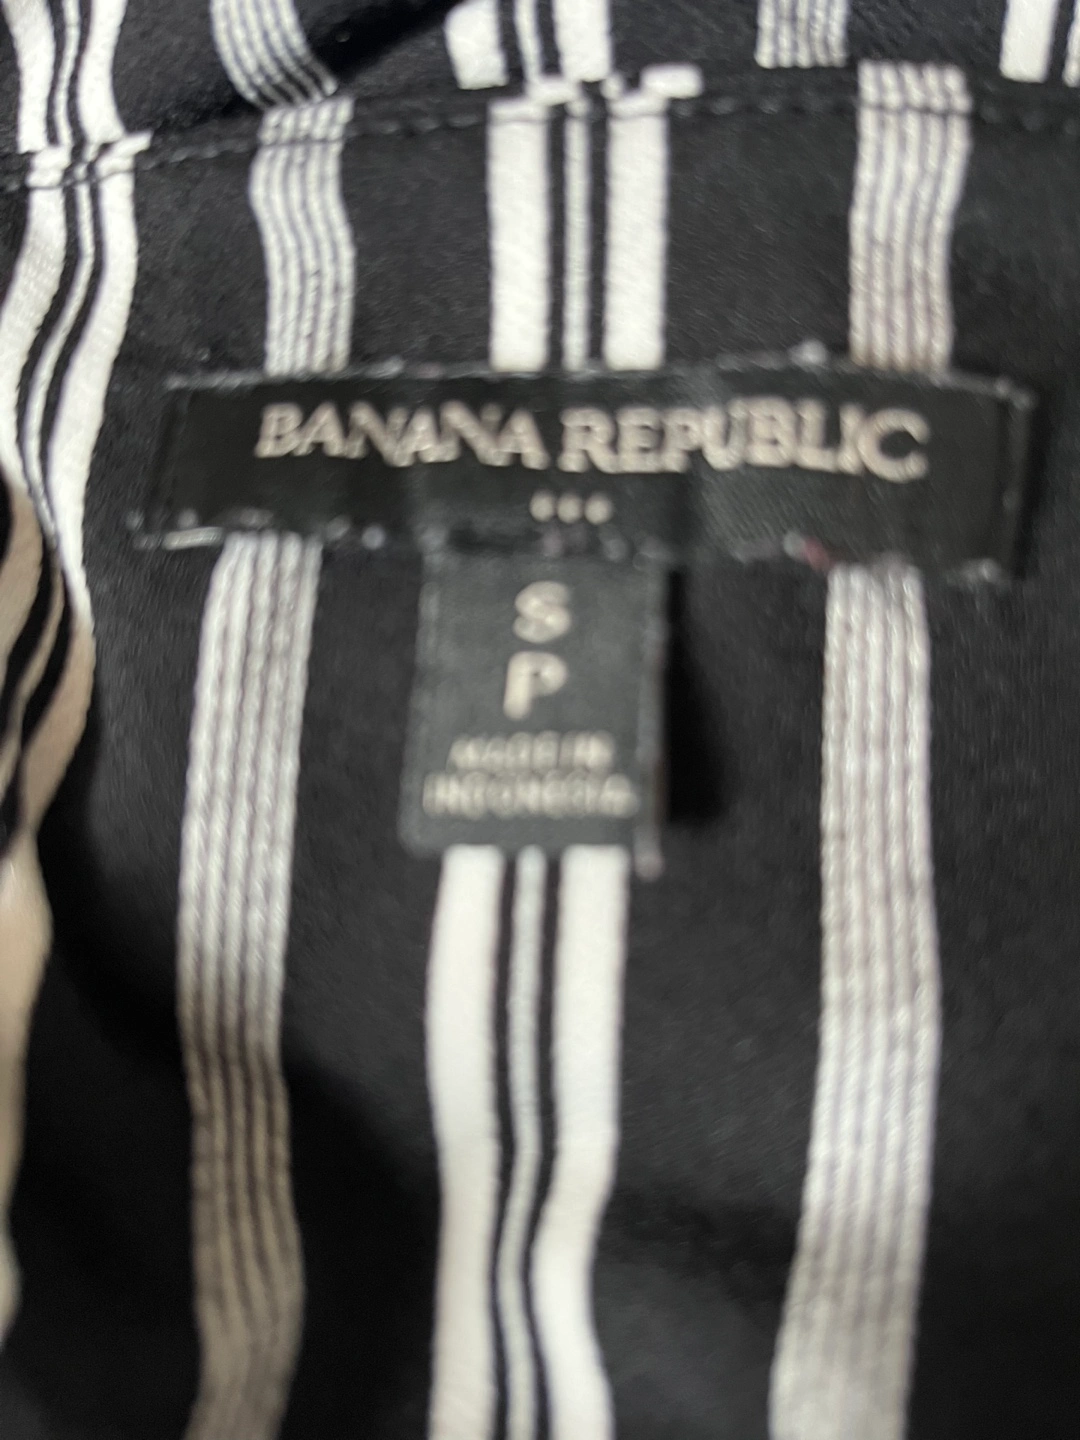 BANANA REPUBLIC
...
S
P
MADE IN
INDONESIA